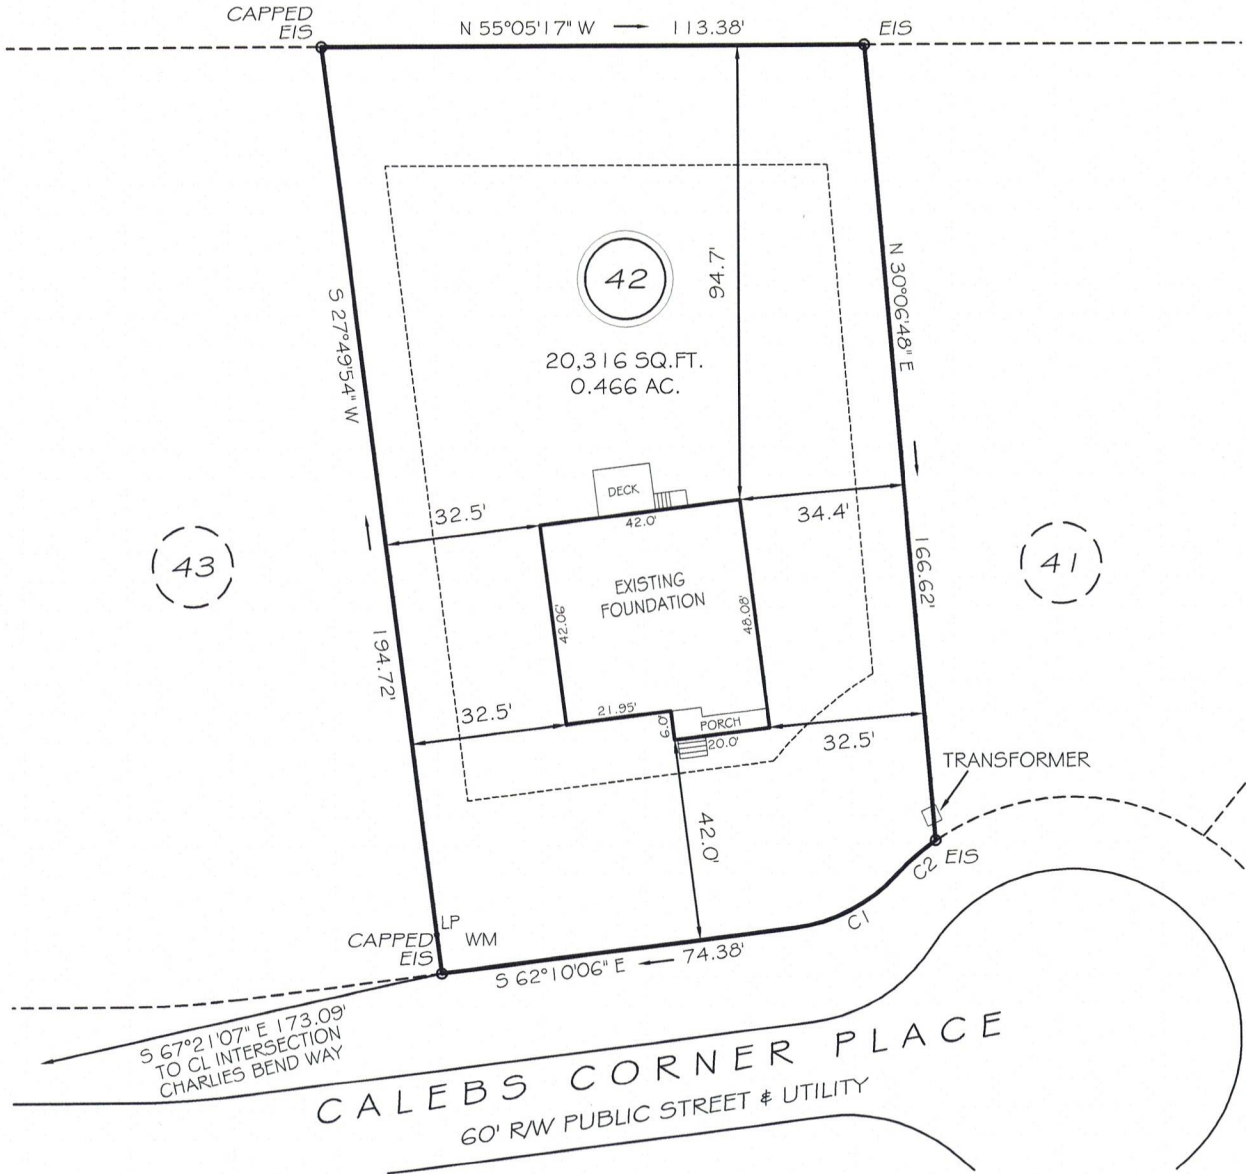 CAPPED
EIS
N 55°05'17" W
113.38'
EIS
94.7'
N 30°06'48" E
42
20,316 SQ.FT.
0.466 AC.
S 27°49'54" W
DECK
32.5'
42.0'
34.4'
43
EXISTING
FOUNDATION
42.06'
48.08'
166.62'
41
194.72'
32.5'
21.95'
6.0'
PORCH
20.0'
32.5'
TRANSFORMER
42.0'
C2
EIS
C1
LP
WM
CAPPED
EIS
S 62°10'06" E
74.38'
S 67°21'07" E 173.09'
TO CL INTERSECTION
CHARLIES BEND WAY
CALEBS CORNER PLACE
60' R/W PUBLIC STREET & UTILITY